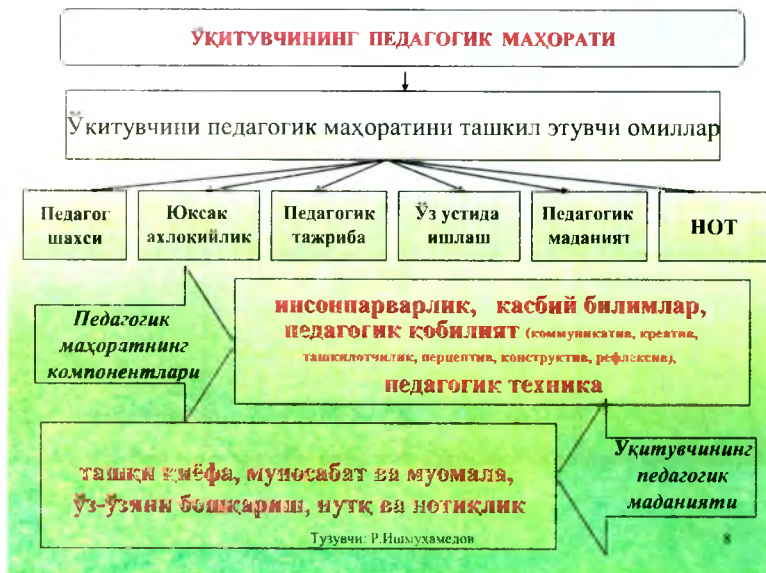 ЎҚИТУВЧИНИНГ ПЕДАГОГИК МАҲОРАТИ
Ўқитувчини педагогик маҳоратини ташкил этувчи омиллар
Педагог
шахси
Юксак
ахлоқийлик
Педагогик
тажриба
Ўз устида
ишлаш
Педагогик
маданият
НОТ
Педагогик
маҳоратнинг
компонентлари
инсонпарварлик, касбий билимлар,
педагогик қобилият (коммуникатив, креатив,
ташкилотчилик, перцептив, конструктив, рефлексив),
педагогик техника
ташқи қиёфа, муносабат ва муомала,
ўз-ўзини бошқариш, нутқ ва нотиқлик
Ўқитувчининг
педагогик
маданияти
Тузувчи: Р.Ишмухамедов
8